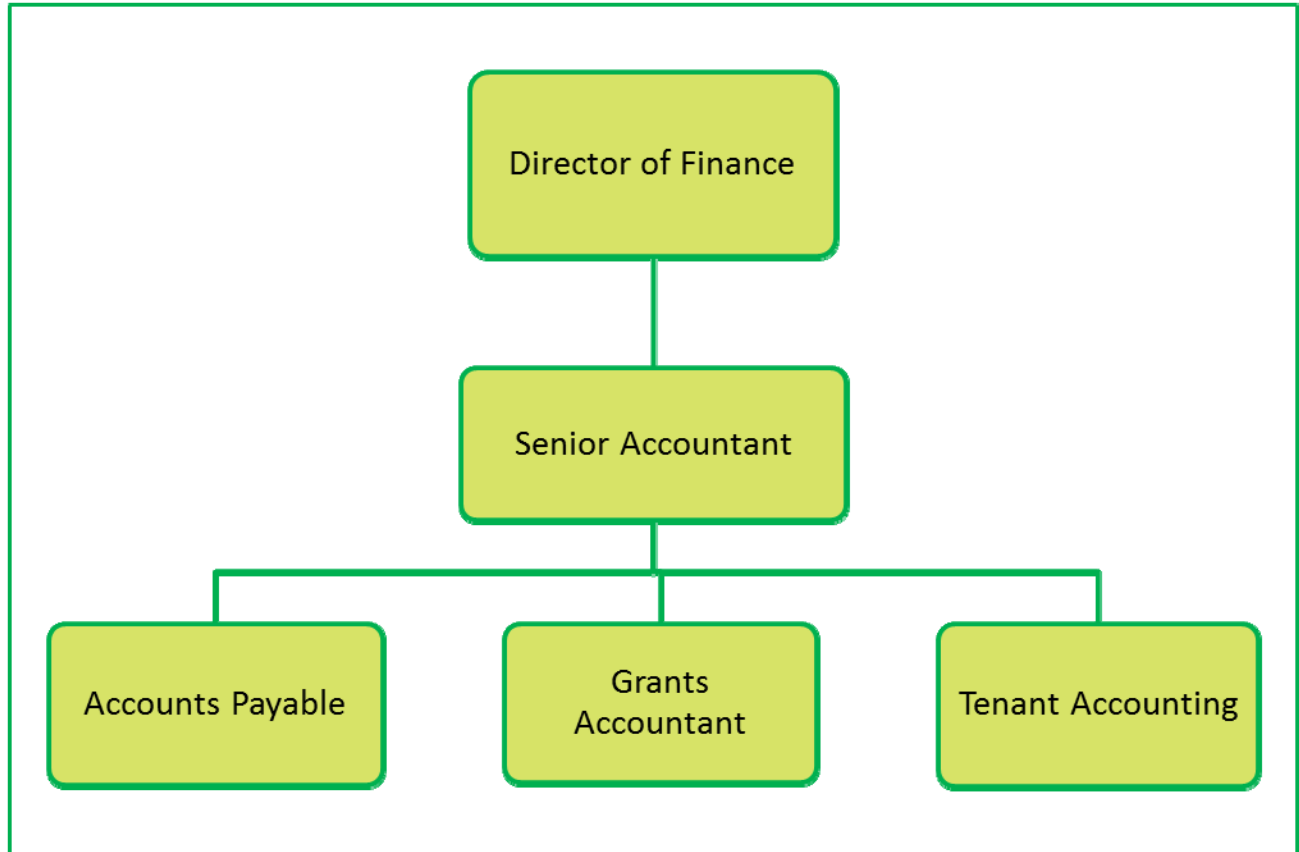 Director of Finance
Senior Accountant
Accounts Payable
Grants
Accountant
Tenant Accounting